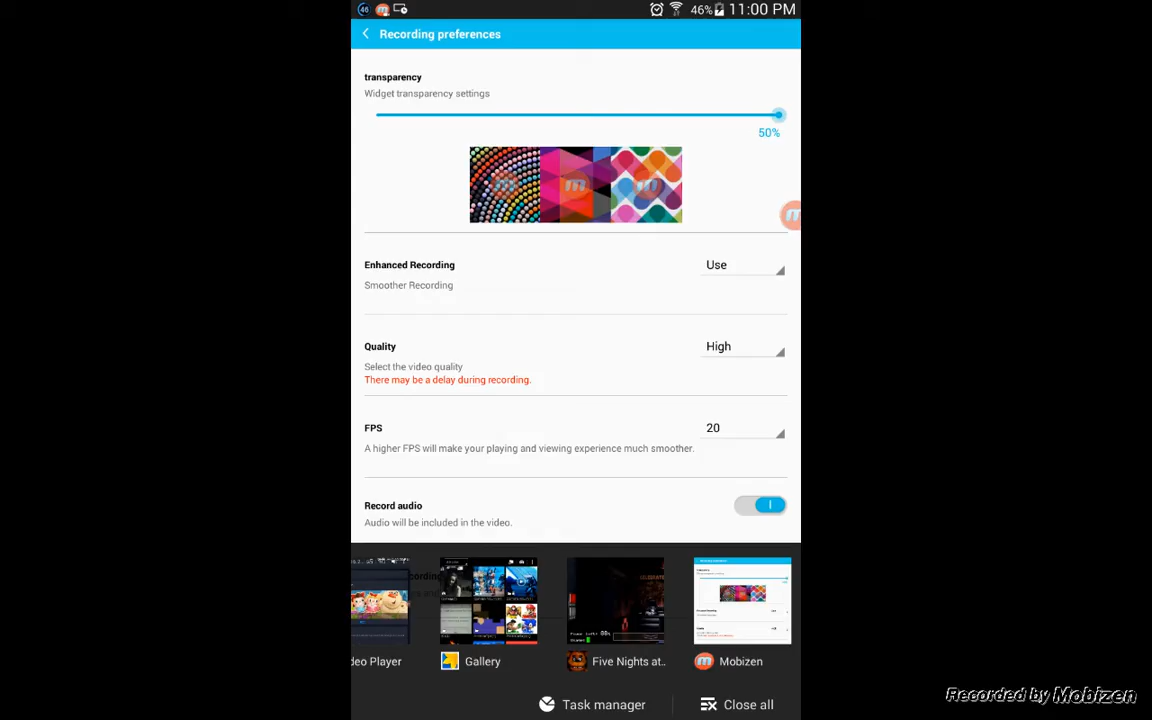 46
46% 11:00 PM
Recording preferences
transparency
Widget transparency settings
50%
Enhanced Recording
Use
Smoother Recording
Quality
High
Select the video quality
There may be a delay during recording.
FPS
20
A higher FPS will make your playing and viewing experience much smoother.
Record audio
Audio will be included in the video.
deo Player
Gallery
Five Nights at..
Mobizen
Task manager
Close all
Recorded by Mobizen